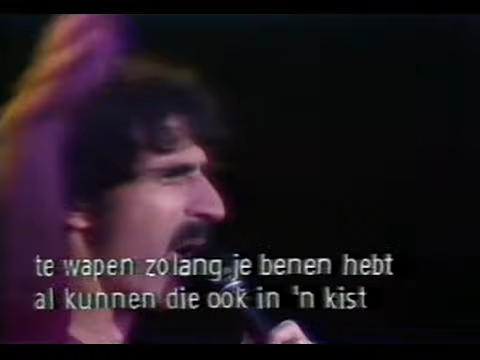 te wapen zolang je benen hebt
al kunnen die ook in 'n kist